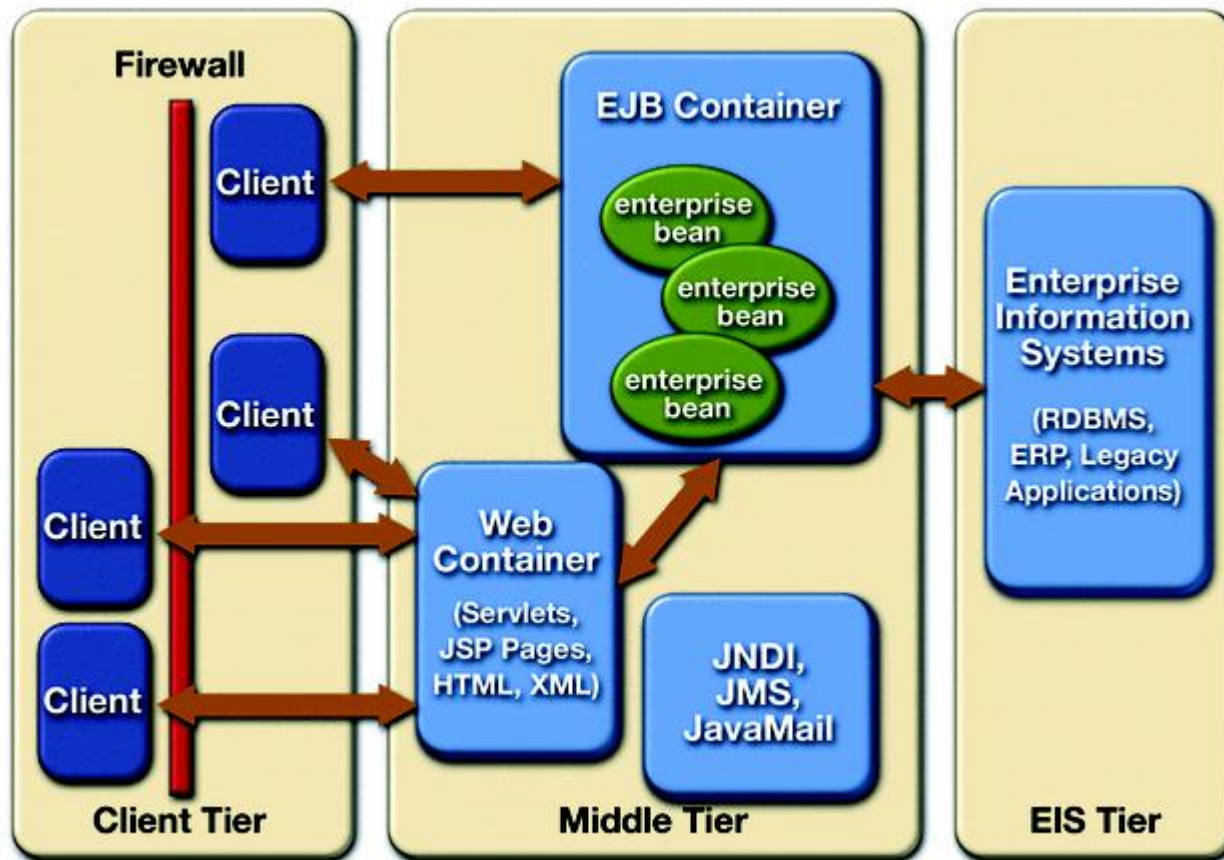 Firewall
Client
Client
Client
Client
Client Tier
EJB Container
enterprise
bean
enterprise
bean
enterprise
bean
Web
Container
(Servlets,
JSP Pages,
HTML, XML)
JNDI,
JMS,
JavaMail
Middle Tier
Enterprise
Information
Systems
(RDBMS,
ERP, Legacy
Applications)
EIS Tier